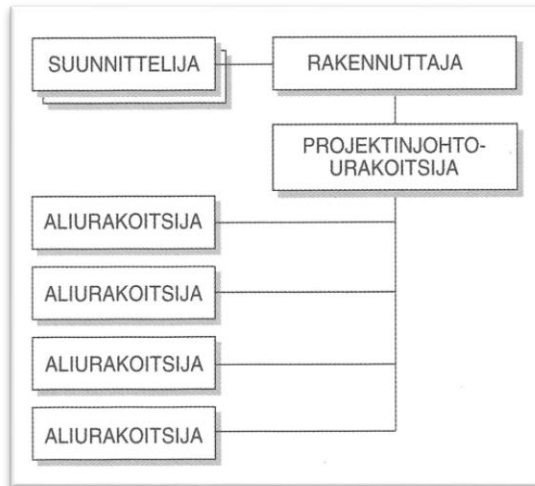 SUUNNITTELIJA
RAKENNUTTAJA
PROJEKTINJOHTO-
URAKOITSIJA
ALIURAKOITSIJA
ALIURAKOITSIJA
ALIURAKOITSIJA
ALIURAKOITSIJA